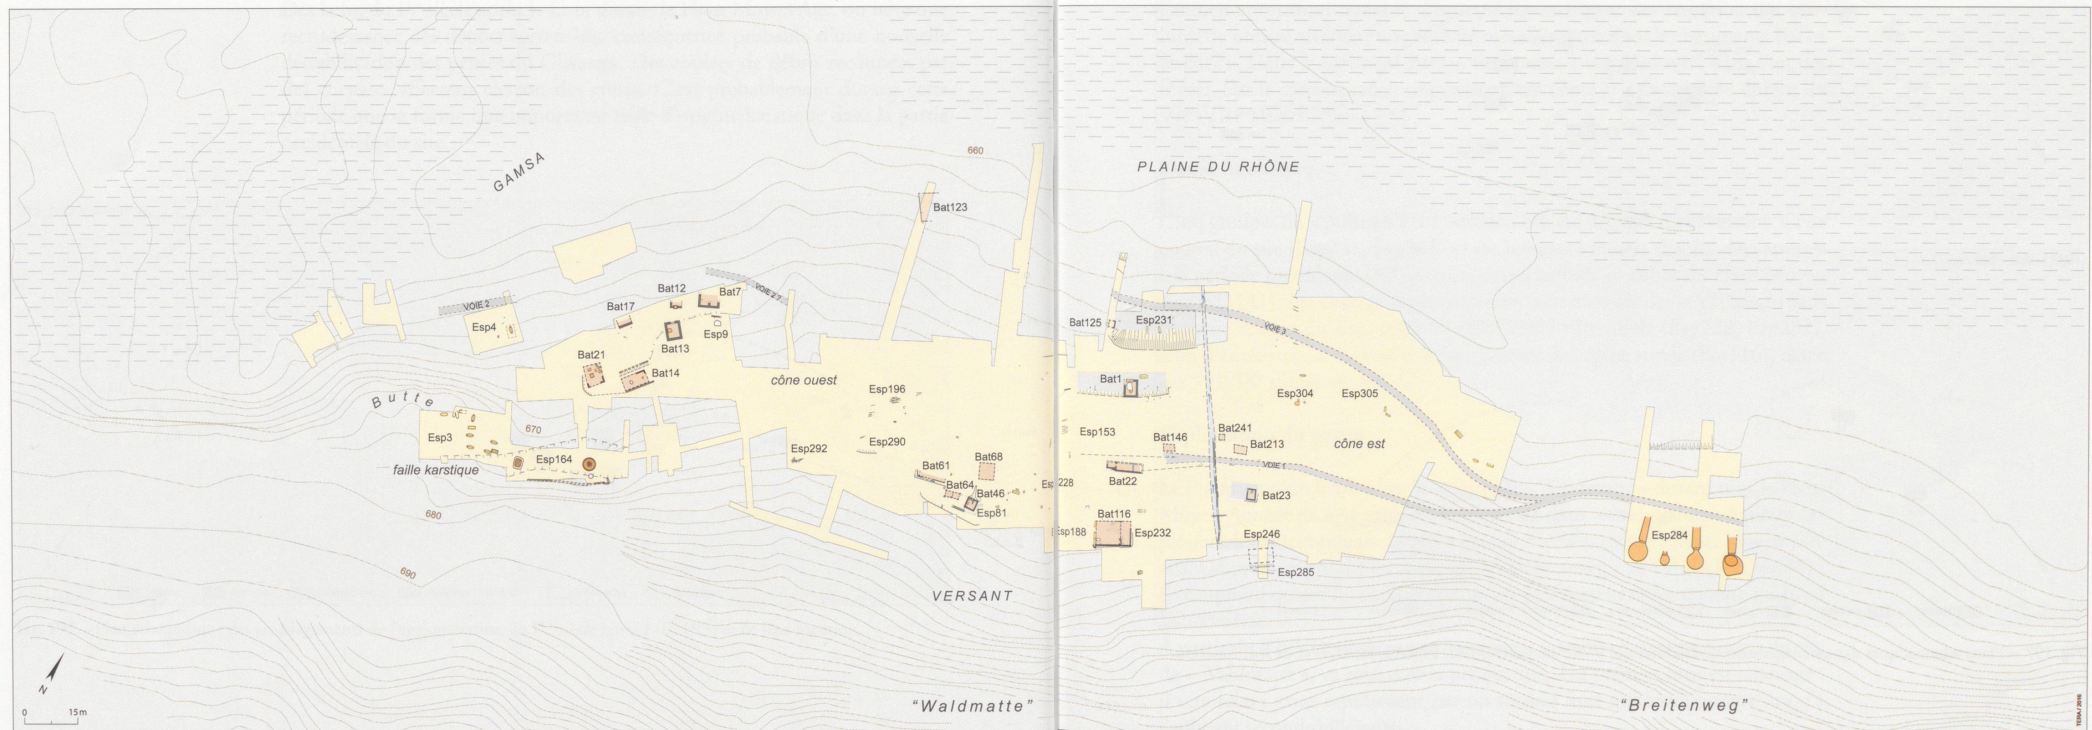 660
PLAINE DU RHÔNE
GAMSA
Bat123
VOIE 2
Esp4
Bat12
Bat7
VOIE 2 ?
Bat17
Esp9
Bat13
Bat21
Bat14
Bat125
Esp231
VOIE 3
cône ouest
Bat1
Butte
Esp196
Esp304
Esp305
Esp3
670
Esp164
faille karstique
Esp292
Esp290
Esp153
Bat146
Bat241
Bat213
cône est
Bat61
Bat68
Bat64
Bat46
Esp81
Bat22
VOIE 1
Bat23
680
Bat116
Esp188
Esp232
Esp246
Esp284
Esp285
690
VERSANT
N
0 15m
"Waldmatte"
"Breitenweg"
TERA / 2016